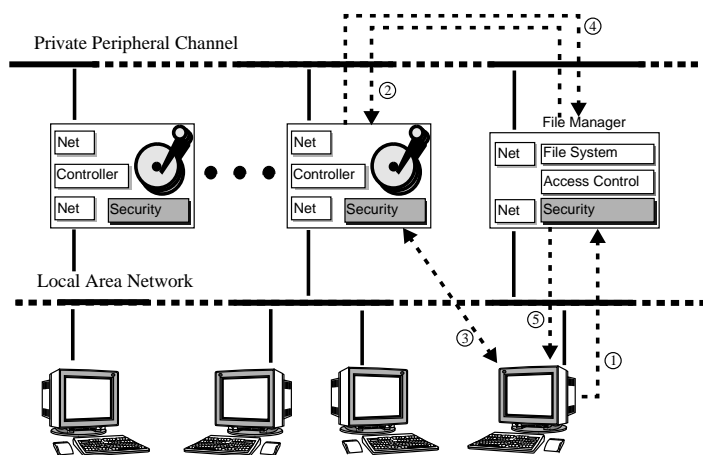 Private Peripheral Channel
④
②
File Manager
Net
Controller
Net
Security
Net
Controller
Net
Security
Net
File System
Access Control
Net
Security
Local Area Network
③
⑤
①